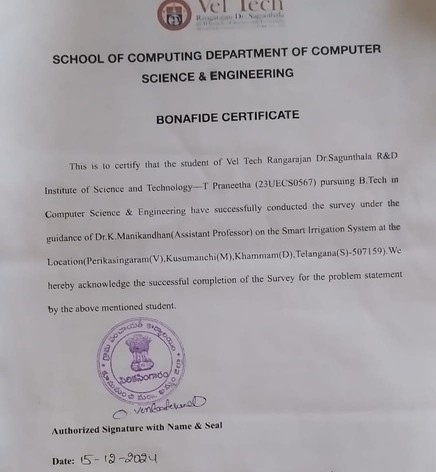 Vel Tech
Rangarajan Dr. Sagunthala
SCHOOL OF COMPUTING DEPARTMENT OF COMPUTER
SCIENCE & ENGINEERING
BONAFIDE CERTIFICATE
This is to certify that the student of Vel Tech Rangarajan Dr.Sagunthala R&D
Institute of Science and Technology—T Praneetha (23UECS0567) pursuing B.Tech in
Computer Science & Engineering have successfully conducted the survey under the
guidance of Dr.K.Manikandhan(Assistant Professor) on the Smart Irrigation System at the
Location(Perikasingaram(V),Kusumanchi(M),Khammam(D),Telangana(S)-507159).We
hereby acknowledge the successful completion of the Survey for the problem statement
by the above mentioned student.
పెరికసింగారం
Authorized Signature with Name & Seal
Date: 15-12-2024